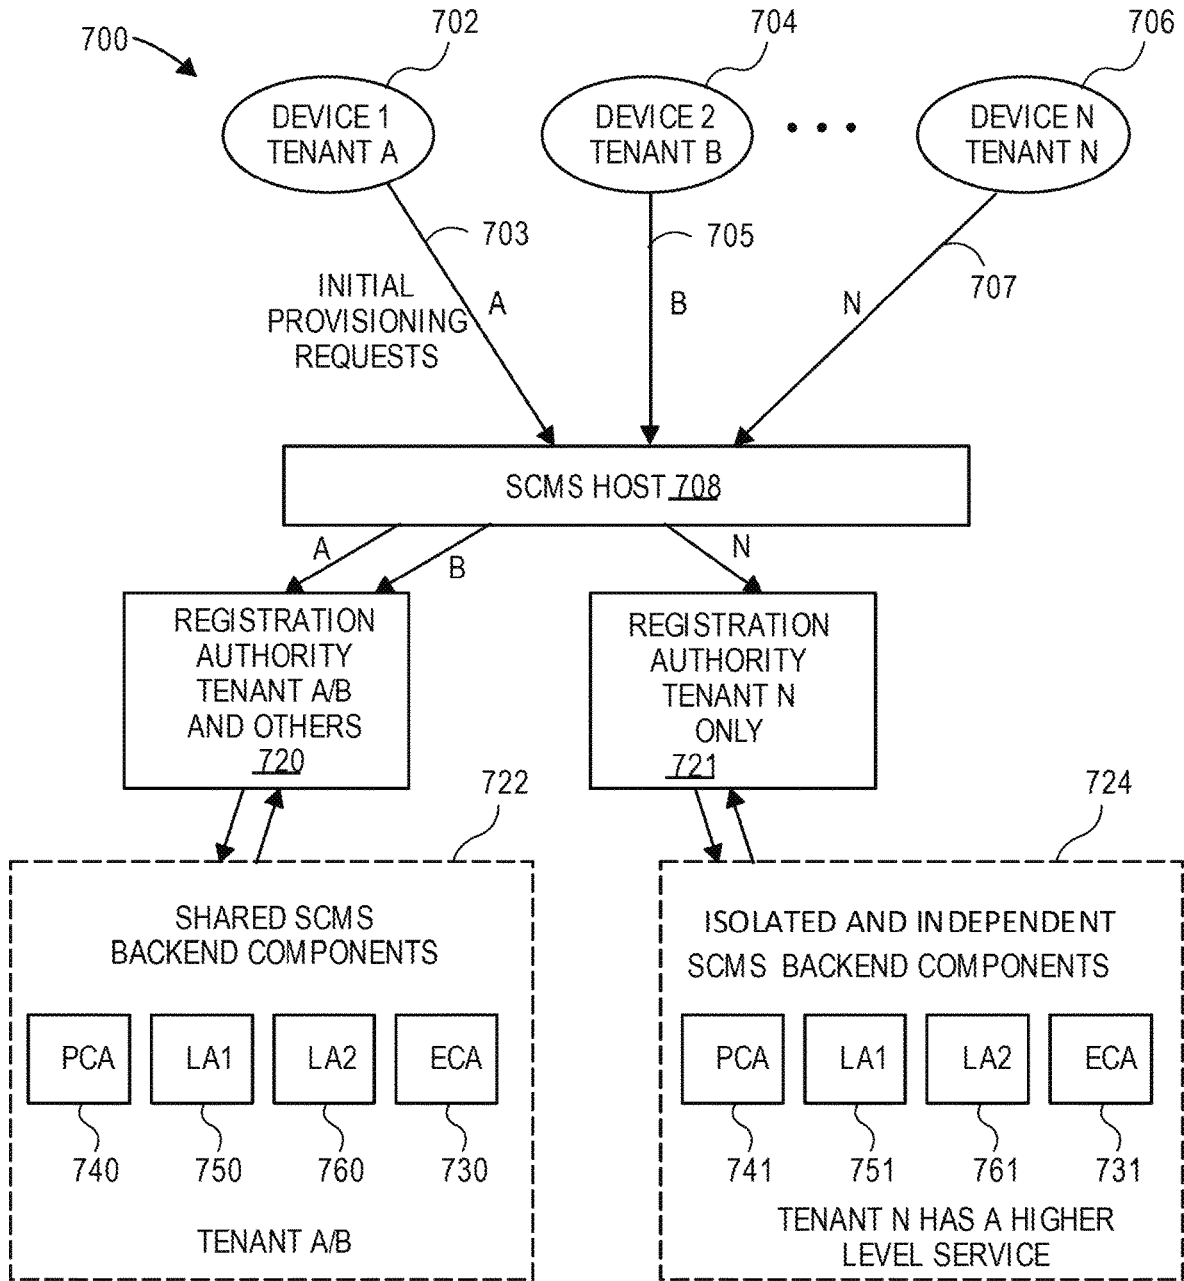 700
702
704
706
DEVICE 1
TENANT A
DEVICE 2
TENANT B
• • •
DEVICE N
TENANT N
703
705
707
INITIAL
PROVISIONING
REQUESTS
A
B
N
SCMS HOST 708
A
B
N
REGISTRATION
AUTHORITY
TENANT A/B
AND OTHERS
720
REGISTRATION
AUTHORITY
TENANT N
ONLY
721
722
724
SHARED SCMS
BACKEND COMPONENTS
PCA
LA1
LA2
ECA
740
750
760
730
TENANT A/B
ISOLATED AND INDEPENDENT
SCMS BACKEND COMPONENTS
PCA
LA1
LA2
ECA
741
751
761
731
TENANT N HAS A HIGHER
LEVEL SERVICE